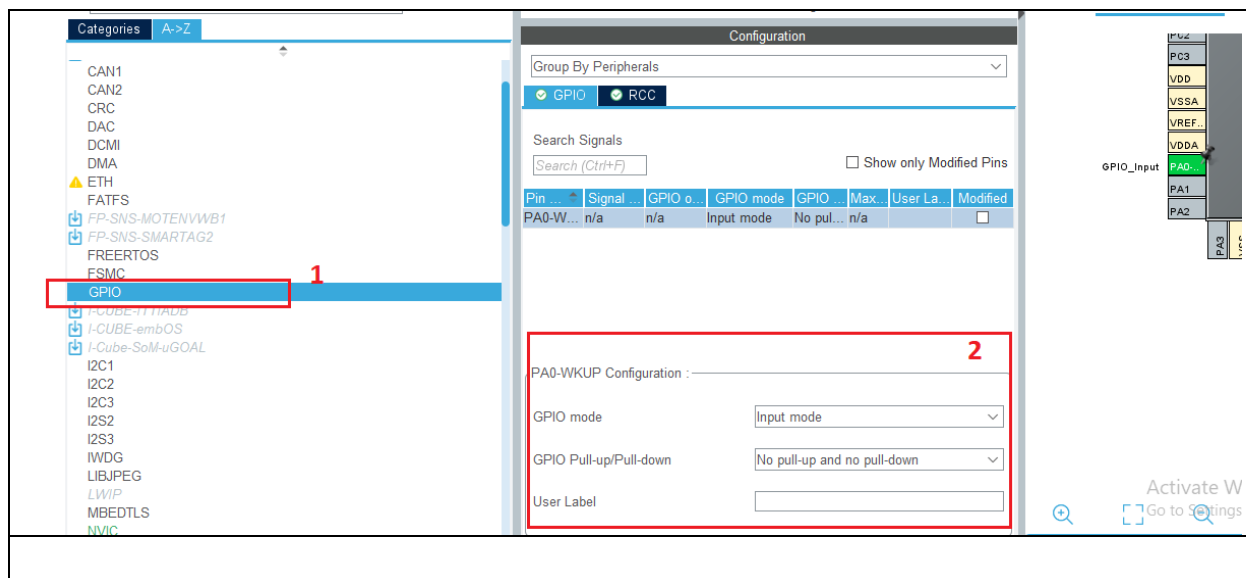 Categories A->Z
CAN1
CAN2
CRC
DAC
DCMI
DMA
ETH
FATFS
FP-SNS-MOTENVWB1
FP-SNS-SMARTAG2
FREERTOS
FSMC
GPIO
1
I-CUBE-embOS
I-Cube-SoM-uGOAL
I2C1
I2C2
I2C3
I2S2
I2S3
IWDG
LIBJPEG
LWIP
MBEDTLS
NVIC
Configuration
Group By Peripherals
GPIO RCC
Search Signals
Search (Ctrl+F) Show only Modified Pins
Pin ... Signal ... GPIO o... GPIO mode GPIO ... Max... User La... Modified
PA0-W... n/a n/a Input mode No pul... n/a
2
PA0-WKUP Configuration :
GPIO mode Input mode
GPIO Pull-up/Pull-down No pull-up and no pull-down
User Label
PC2
PC3
VDD
VSSA
VREF..
VDDA
GPIO_Input PA0-..
PA1
PA2
PA3
Activate W
Go to Settings